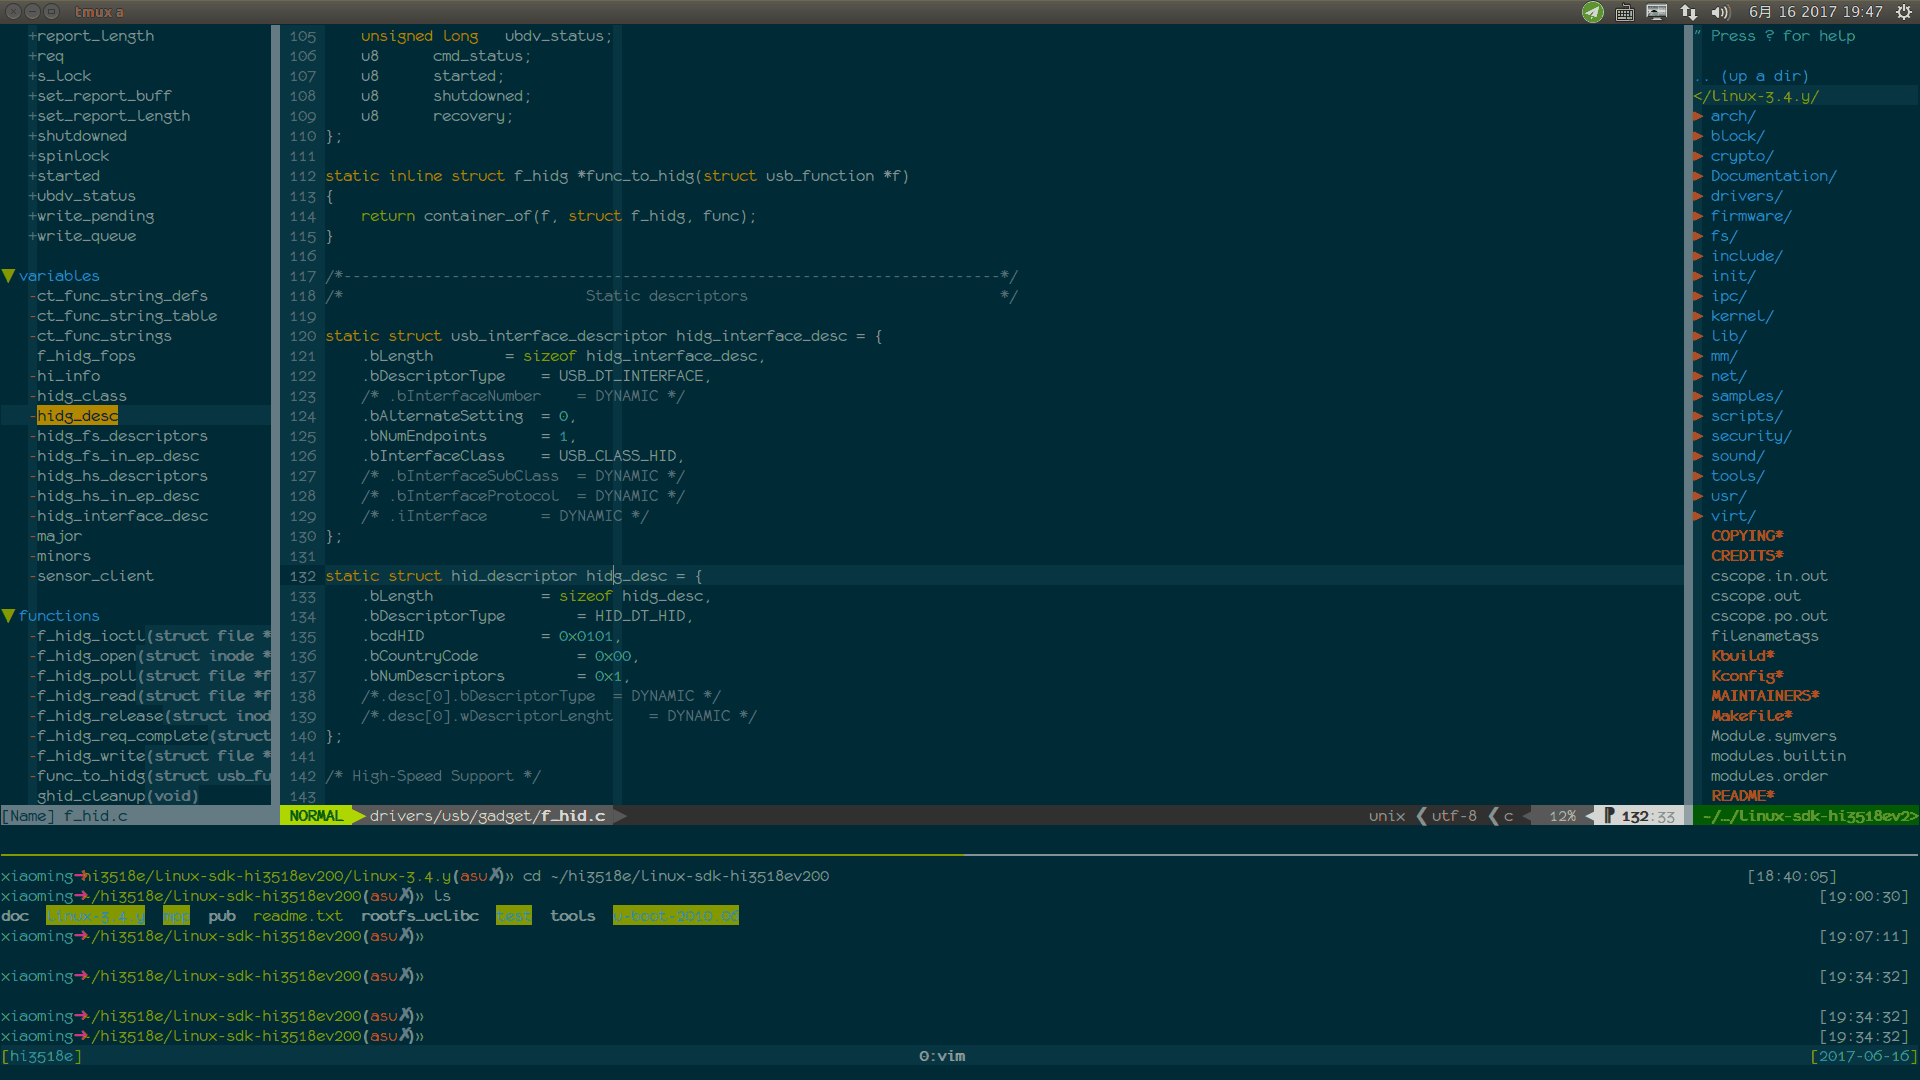 tmux a
6月 16 2017 19:47
+report_length
+req
+s_lock
+set_report_buff
+set_report_length
+shutdowned
+spinlock
+started
+ubdv_status
+write_pending
+write_queue
▼ variables
-ct_func_string_defs
-ct_func_string_table
-ct_func_strings
f_hidg_fops
-hi_info
-hidg_class
-hidg_desc
-hidg_fs_descriptors
-hidg_fs_in_ep_desc
-hidg_hs_descriptors
-hidg_hs_in_ep_desc
-hidg_interface_desc
-major
-minors
-sensor_client
▼ functions
-f_hidg_ioctl(struct file *
-f_hidg_open(struct inode *
-f_hidg_poll(struct file *f
-f_hidg_read(struct file *f
-f_hidg_release(struct inod
-f_hidg_req_complete(struct
-f_hidg_write(struct file *
-func_to_hidg(struct usb_fu
ghid_cleanup(void)
[Name] f_hid.c
105 unsigned long ubdv_status;
106 u8 cmd_status;
107 u8 started;
108 u8 shutdowned;
109 u8 recovery;
110 };
111
112 static inline struct f_hidg *func_to_hidg(struct usb_function *f)
113 {
114 return container_of(f, struct f_hidg, func);
115 }
116
117 /*-------------------------------------------------------------------------*/
118 /* Static descriptors */
119
120 static struct usb_interface_descriptor hidg_interface_desc = {
121 .bLength = sizeof hidg_interface_desc,
122 .bDescriptorType = USB_DT_INTERFACE,
123 /* .bInterfaceNumber = DYNAMIC */
124 .bAlternateSetting = 0,
125 .bNumEndpoints = 1,
126 .bInterfaceClass = USB_CLASS_HID,
127 /* .bInterfaceSubClass = DYNAMIC */
128 /* .bInterfaceProtocol = DYNAMIC */
129 /* .iInterface = DYNAMIC */
130 };
131
132 static struct hid_descriptor hidg_desc = {
133 .bLength = sizeof hidg_desc,
134 .bDescriptorType = HID_DT_HID,
135 .bcdHID = 0x0101,
136 .bCountryCode = 0x00,
137 .bNumDescriptors = 0x1,
138 /*.desc[0].bDescriptorType = DYNAMIC */
139 /*.desc[0].wDescriptorLenght = DYNAMIC */
140 };
141
142 /* High-Speed Support */
143
NORMAL drivers/usb/gadget/f_hid.c unix ❮ utf-8 ❮ c 12% 132:33
" Press ? for help
.. (up a dir)
</linux-3.4.y/
▶ arch/
▶ block/
▶ crypto/
▶ Documentation/
▶ drivers/
▶ firmware/
▶ fs/
▶ include/
▶ init/
▶ ipc/
▶ kernel/
▶ lib/
▶ mm/
▶ net/
▶ samples/
▶ scripts/
▶ security/
▶ sound/
▶ tools/
▶ usr/
▶ virt/
COPYING*
CREDITS*
cscope.in.out
cscope.out
cscope.po.out
filenametags
Kbuild*
Kconfig*
MAINTAINERS*
Makefile*
Module.symvers
modules.builtin
modules.order
README*
~/…/linux-sdk-hi3518ev2>
xiaoming➜hi3518e/linux-sdk-hi3518ev200/linux-3.4.y(asu✗)» cd ~/hi3518e/linux-sdk-hi3518ev200 [18:40:05]
xiaoming➜~/hi3518e/linux-sdk-hi3518ev200(asu✗)» ls [19:00:30]
doc linux-3.4.y mpp pub readme.txt rootfs_uclibc test tools u-boot-2010.06
xiaoming➜~/hi3518e/linux-sdk-hi3518ev200(asu✗)» [19:07:11]
xiaoming➜~/hi3518e/linux-sdk-hi3518ev200(asu✗)» [19:34:32]
xiaoming➜~/hi3518e/linux-sdk-hi3518ev200(asu✗)» [19:34:32]
xiaoming➜~/hi3518e/linux-sdk-hi3518ev200(asu✗)» [19:34:32]
[hi3518e] 0:vim [2017-06-16]